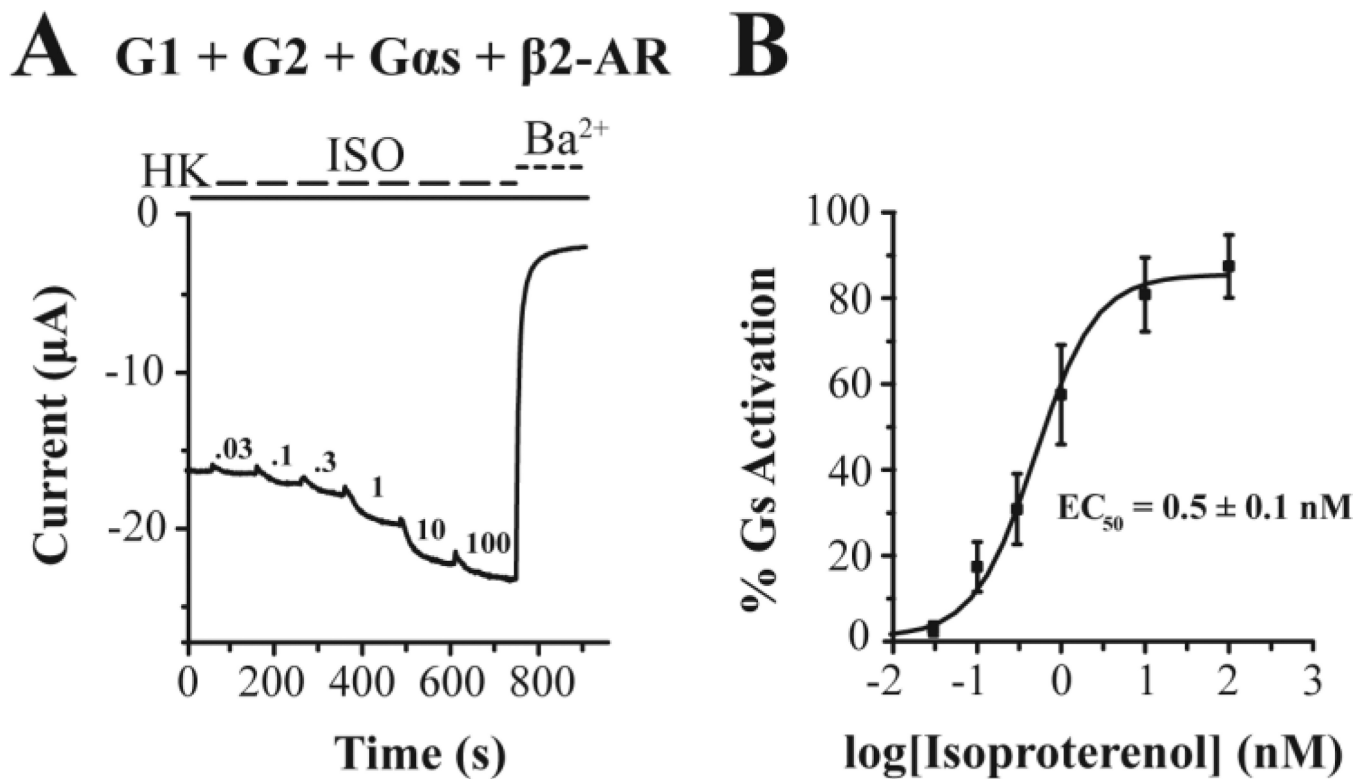 A G1 + G2 + Gαs + β2-AR
HK ISO Ba²⁺
0
-10
-20
Current (µA)
.03 .1 .3 1 10 100
0 200 400 600 800
Time (s)
B
100
80
60
40
20
0
% Gs Activation
EC₅₀ = 0.5 ± 0.1 nM
-2 -1 0 1 2 3
log[Isoproterenol] (nM)